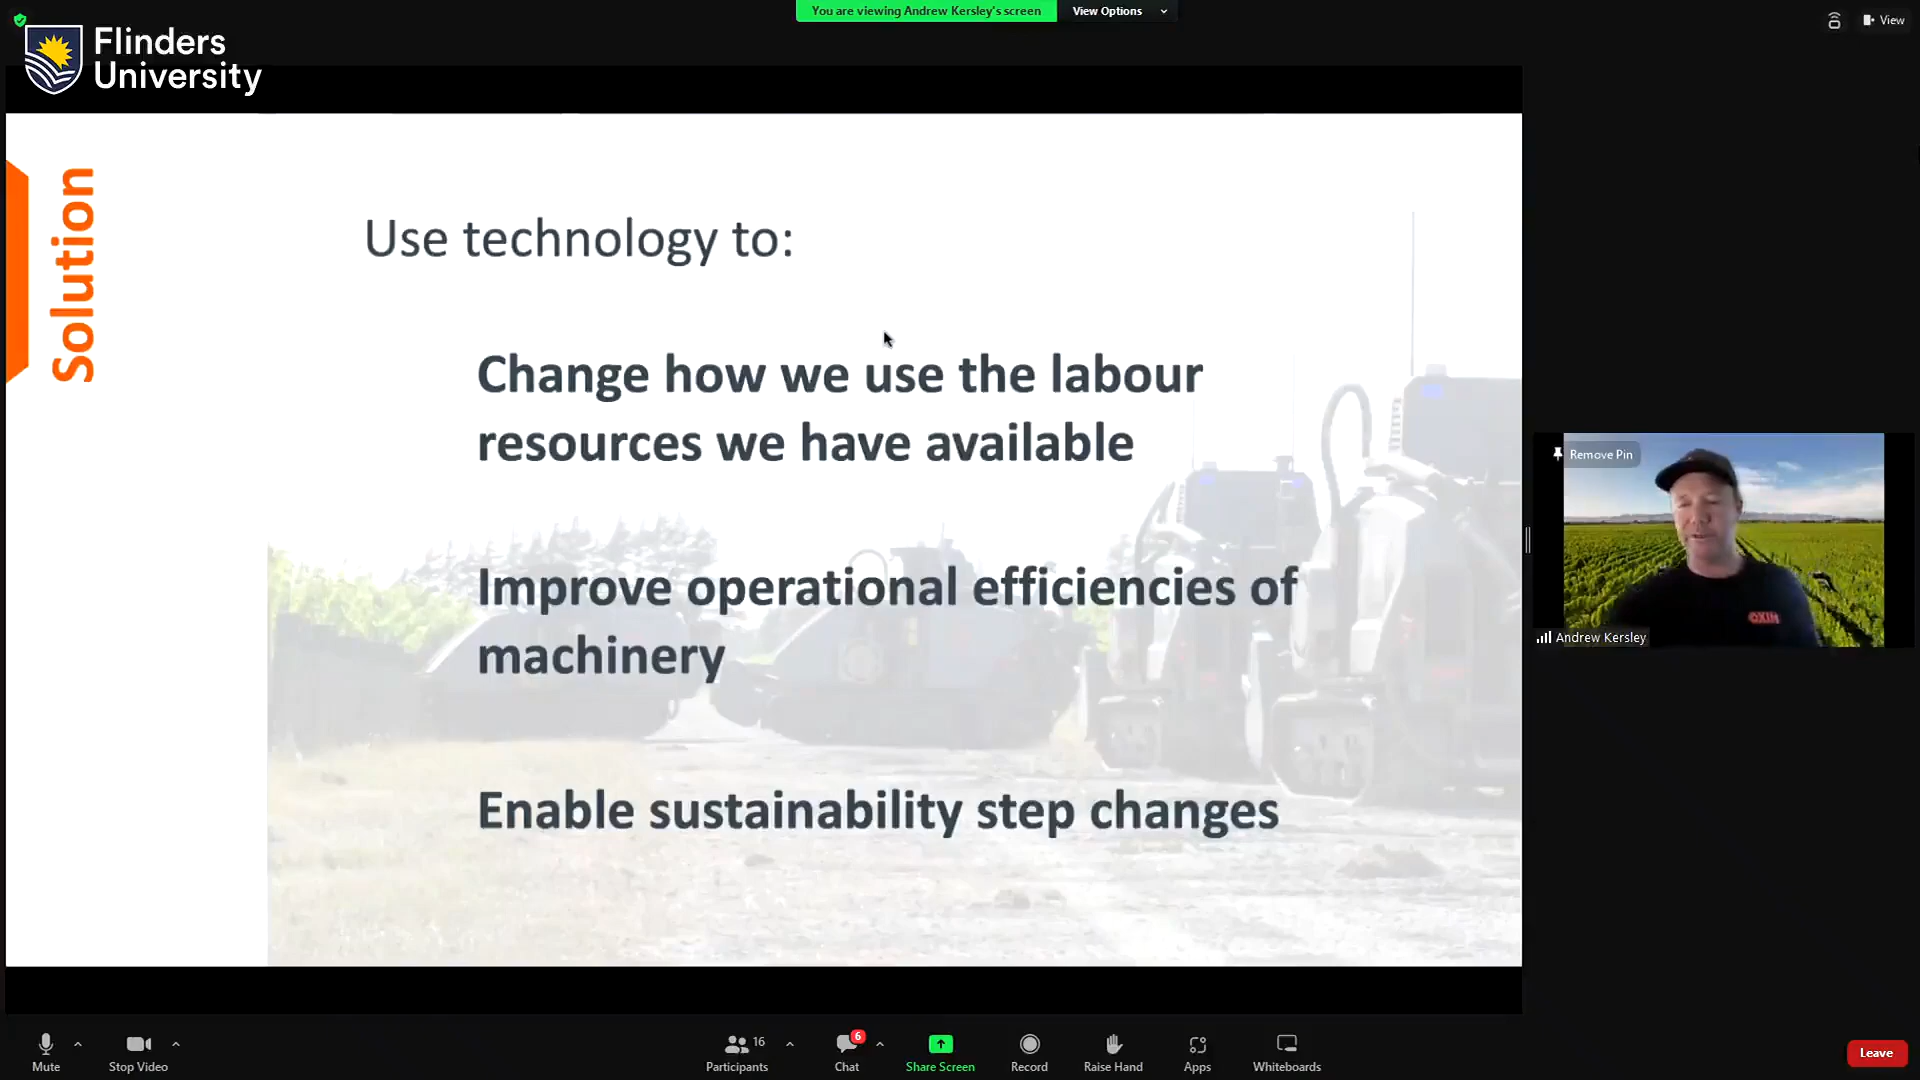 You are viewing Andrew Kersley's screen
View Options
View
Flinders
University
Solution
Use technology to:
Change how we use the labour
resources we have available
Improve operational efficiencies of
machinery
Enable sustainability step changes
Remove Pin
OXIN
Andrew Kersley
Mute
Stop Video
16
Participants
6
Chat
Share Screen
Record
Raise Hand
Apps
Whiteboards
Leave